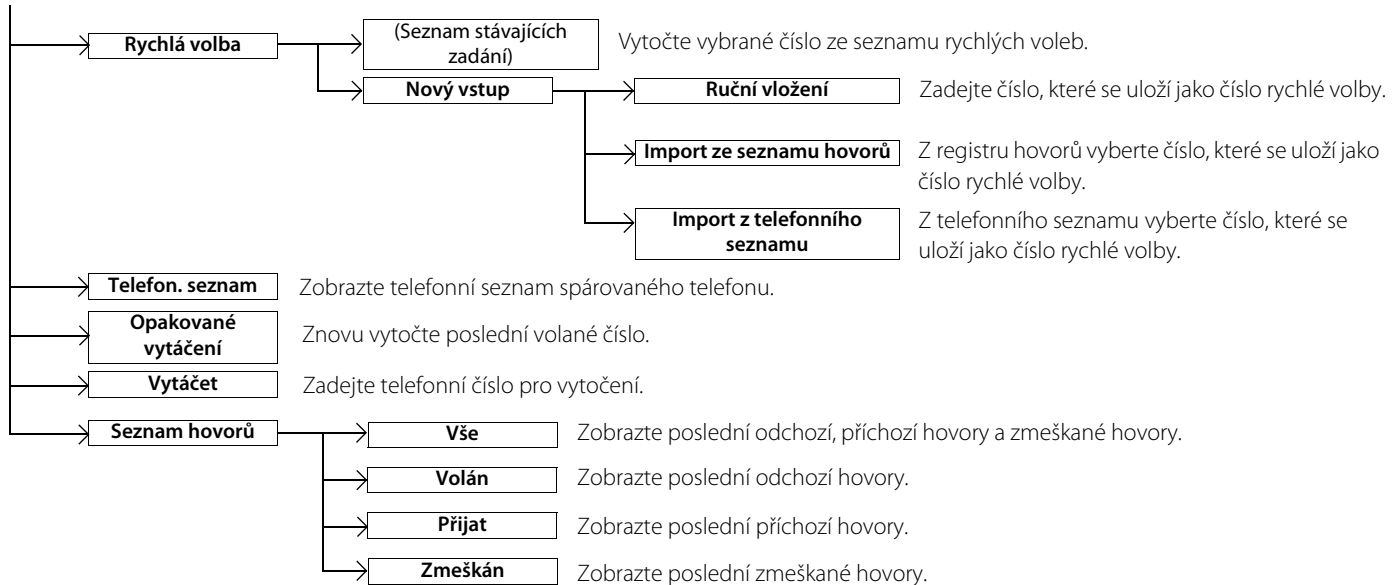 Rychlá volba
(Seznam stávajících
zadání)
Vytočte vybrané číslo ze seznamu rychlých voleb.
Nový vstup
Ruční vložení
Zadejte číslo, které se uloží jako číslo rychlé volby.
Import ze seznamu hovorů
Z registru hovorů vyberte číslo, které se uloží jako
číslo rychlé volby.
Import z telefonního
seznamu
Z telefonního seznamu vyberte číslo, které se
uloží jako číslo rychlé volby.
Telefon. seznam
Zobrazte telefonní seznam spárovaného telefonu.
Opakované
vytáčení
Znovu vytočte poslední volané číslo.
Vytáčet
Zadejte telefonní číslo pro vytočení.
Seznam hovorů
Vše
Zobrazte poslední odchozí, příchozí hovory a zmeškané hovory.
Volán
Zobrazte poslední odchozí hovory.
Přijat
Zobrazte poslední příchozí hovory.
Zmeškán
Zobrazte poslední zmeškané hovory.